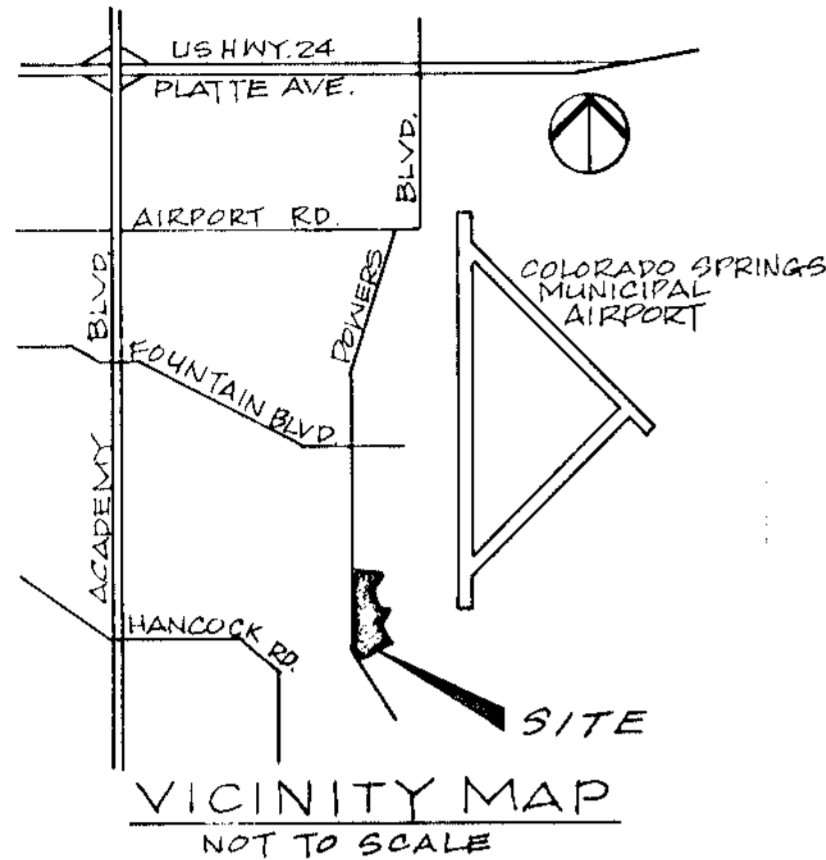 US HWY. 24
PLATTE AVE.
BLVD.
AIRPORT RD.
POWERS
COLORADO SPRINGS
MUNICIPAL
AIRPORT
BLVD.
FOUNTAIN BLVD.
ACADEMY
HANCOCK RD.
SITE
VICINITY MAP
NOT TO SCALE